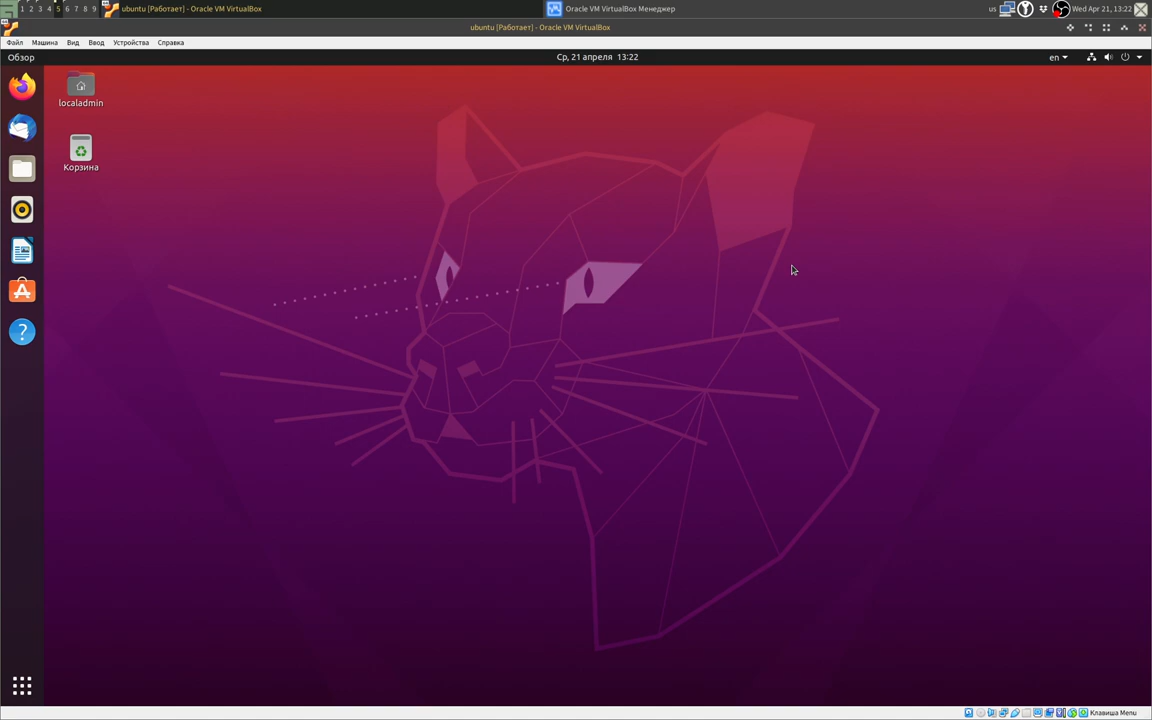 1 2 3 4 5 6 7 8 9 ubuntu [Работает] - Oracle VM VirtualBox Oracle VM VirtualBox Менеджер us Wed Apr 21, 13:22
ubuntu [Работает] - Oracle VM VirtualBox
Файл Машина Вид Ввод Устройства Справка
Обзор Ср, 21 апреля 13:22 en
localadmin
Корзина
Клавиша Menu